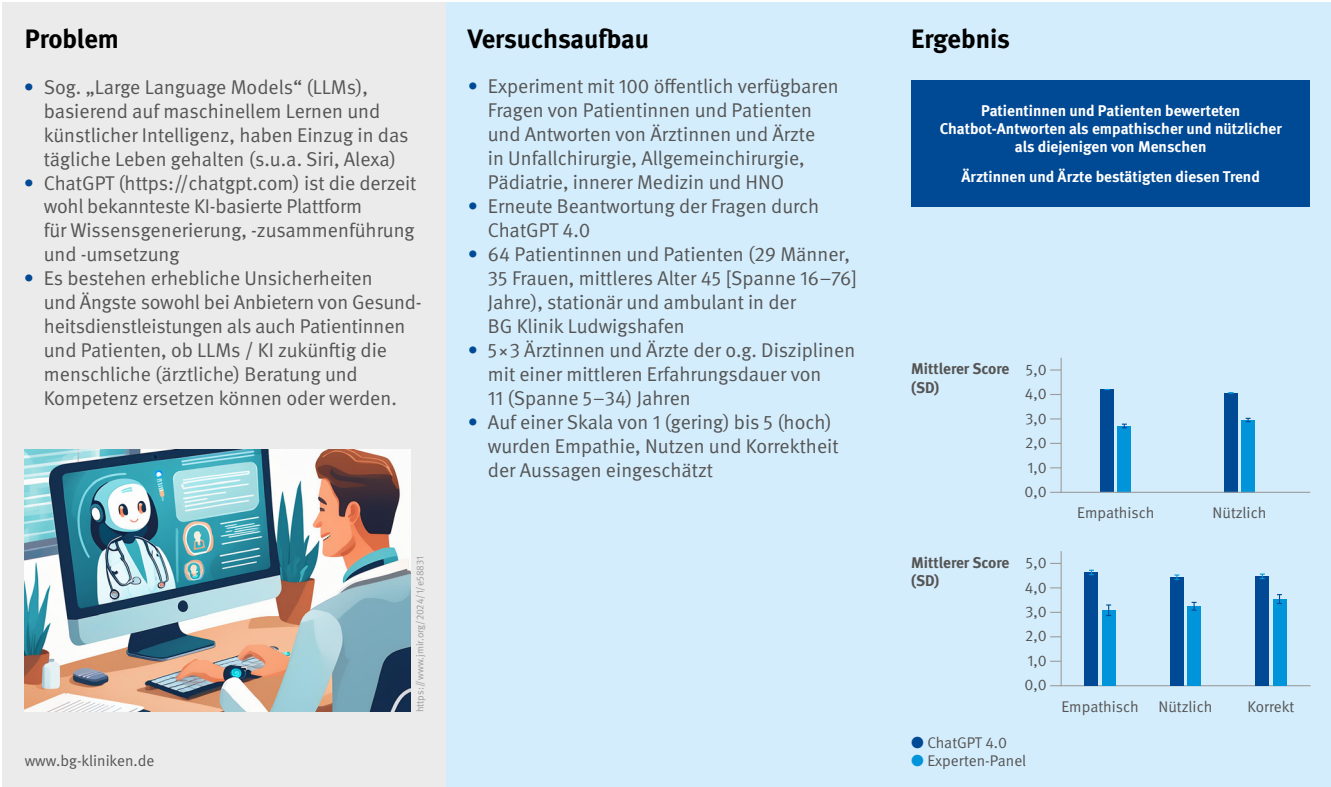 Problem
• Sog. „Large Language Models“ (LLMs),
basierend auf maschinellem Lernen und
künstlicher Intelligenz, haben Einzug in das
tägliche Leben gehalten (s.u.a. Siri, Alexa)
• ChatGPT (https://chatgpt.com) ist die derzeit
wohl bekannteste KI-basierte Plattform
für Wissensgenerierung, -zusammenführung
und -umsetzung
• Es bestehen erhebliche Unsicherheiten
und Ängste sowohl bei Anbietern von Gesund-
heitsdienstleistungen als auch Patientinnen
und Patienten, ob LLMs / KI zukünftig die
menschliche (ärztliche) Beratung und
Kompetenz ersetzen können oder werden.
https://www.jmir.org/2024/1/e58831
www.bg-kliniken.de
Versuchsaufbau
• Experiment mit 100 öffentlich verfügbaren
Fragen von Patientinnen und Patienten
und Antworten von Ärztinnen und Ärzte
in Unfallchirurgie, Allgemeinchirurgie,
Pädiatrie, innerer Medizin und HNO
• Erneute Beantwortung der Fragen durch
ChatGPT 4.0
• 64 Patientinnen und Patienten (29 Männer,
35 Frauen, mittleres Alter 45 [Spanne 16–76]
Jahre), stationär und ambulant in der
BG Klinik Ludwigshafen
• 5×3 Ärztinnen und Ärzte der o.g. Disziplinen
mit einer mittleren Erfahrungsdauer von
11 (Spanne 5–34) Jahren
• Auf einer Skala von 1 (gering) bis 5 (hoch)
wurden Empathie, Nutzen und Korrektheit
der Aussagen eingeschätzt
Ergebnis
Patientinnen und Patienten bewerteten
Chatbot-Antworten als empathischer und nützlicher
als diejenigen von Menschen
Ärztinnen und Ärzte bestätigten diesen Trend
Mittlerer Score
(SD)
5,0
4,0
3,0
2,0
1,0
0,0
Empathisch Nützlich
Mittlerer Score
(SD)
5,0
4,0
3,0
2,0
1,0
0,0
Empathisch Nützlich Korrekt
ChatGPT 4.0
Experten-Panel